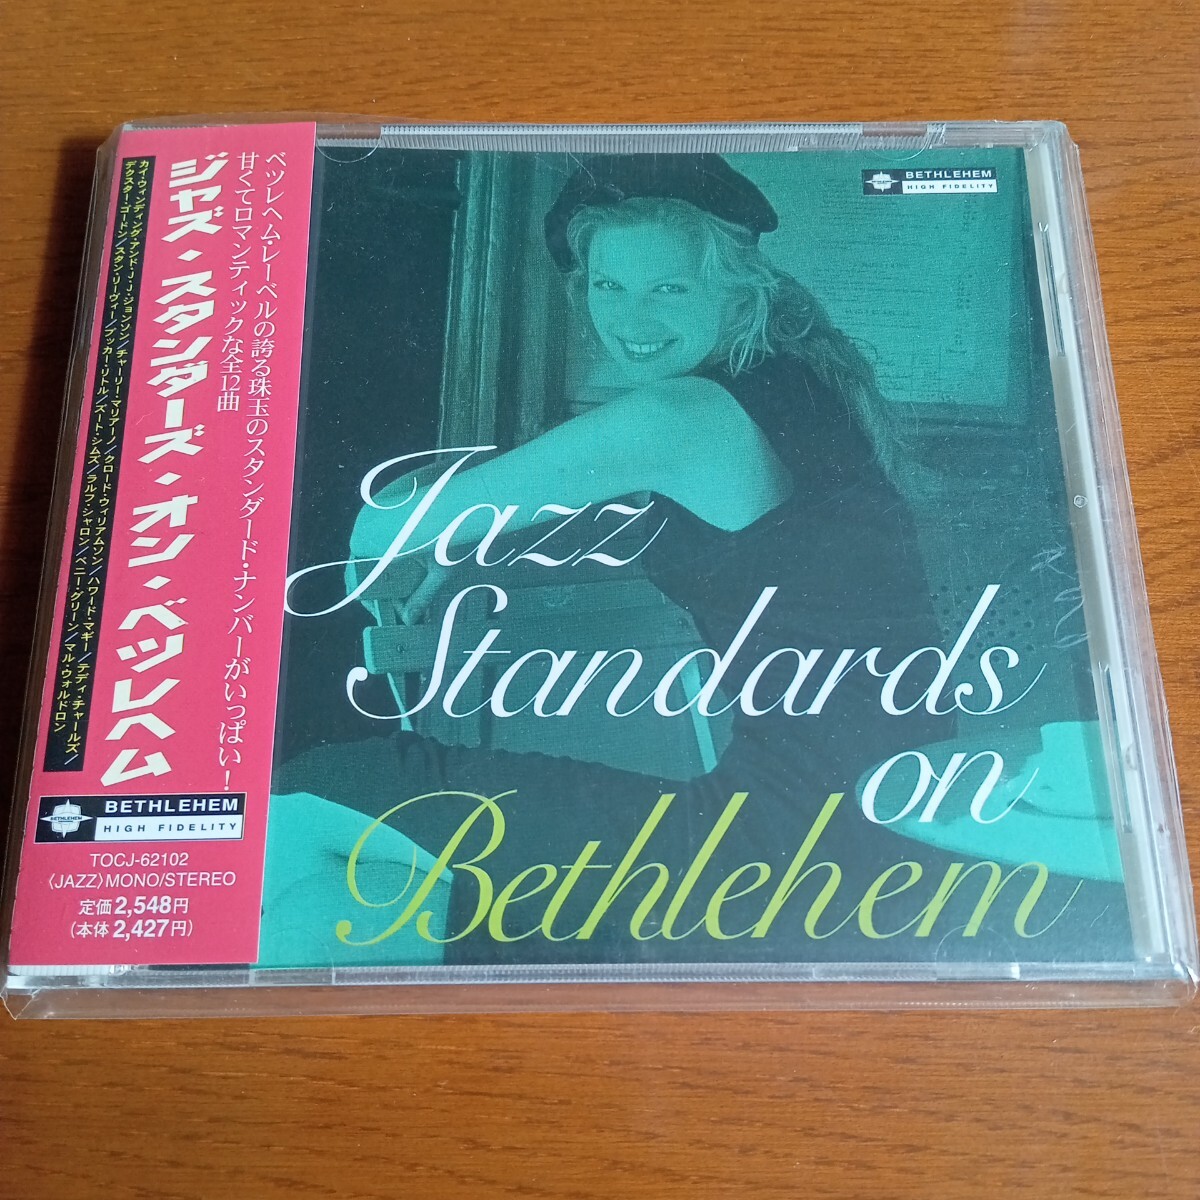 ベツレヘム・レーベルの誇る珠玉のスタンダード・ナンバーがいっぱい!
甘くてロマンティックな全12曲
ジャズ・スタンダーズ・オン・ベツレヘム
カイ・ウィンディング・アンド・J.J.ジョンソン/チャーリー・マリアーノ/クロード・ウィリアムソン/ハワード・マギー/テディ・チャールズ/
デクスター・ゴードン/スタン・リーヴィー/ブッカー・リトル/ズート・シムズ/ラルフ・シャロン/ベニー・グリーン/マル・ウォルドロン
BETHLEHEM
BETHLEHEM
HIGH FIDELITY
TOCJ-62102
〈JAZZ〉MONO/STEREO
定価2,548円
(本体2,427円)
BETHLEHEM
BETHLEHEM
HIGH FIDELITY
Jazz
Standards
on
Bethlehem